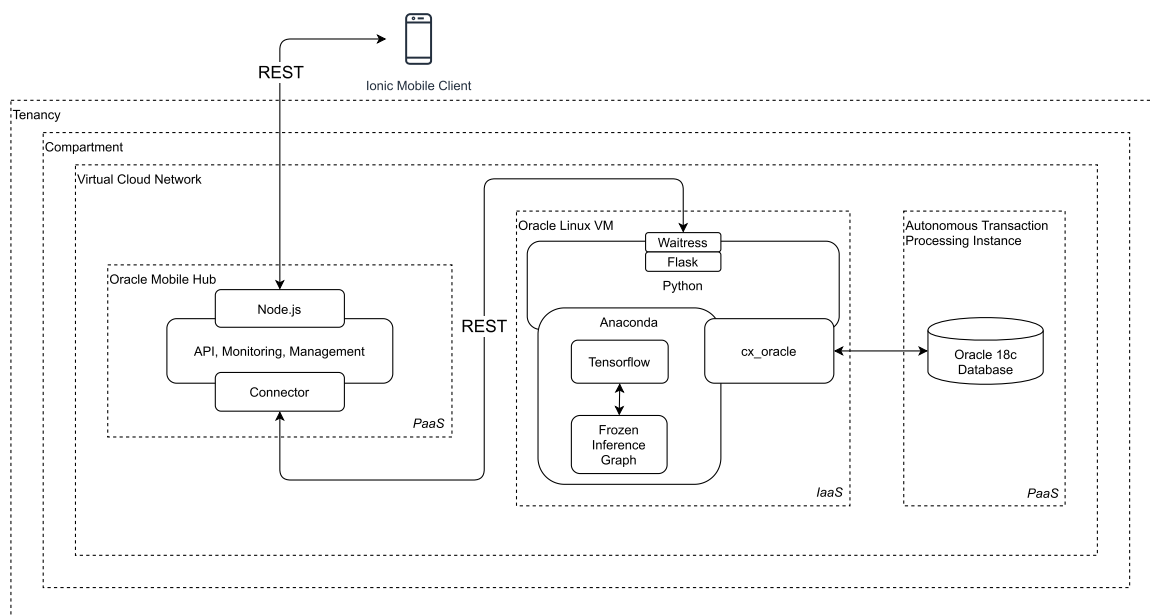 REST
Ionic Mobile Client
Tenancy
Compartment
Virtual Cloud Network
Oracle Mobile Hub
Node.js
API, Monitoring, Management
Connector
PaaS
REST
Oracle Linux VM
Waitress
Flask
Python
Anaconda
Tensorflow
Frozen
Inference
Graph
cx_oracle
IaaS
Autonomous Transaction
Processing Instance
Oracle 18c
Database
PaaS